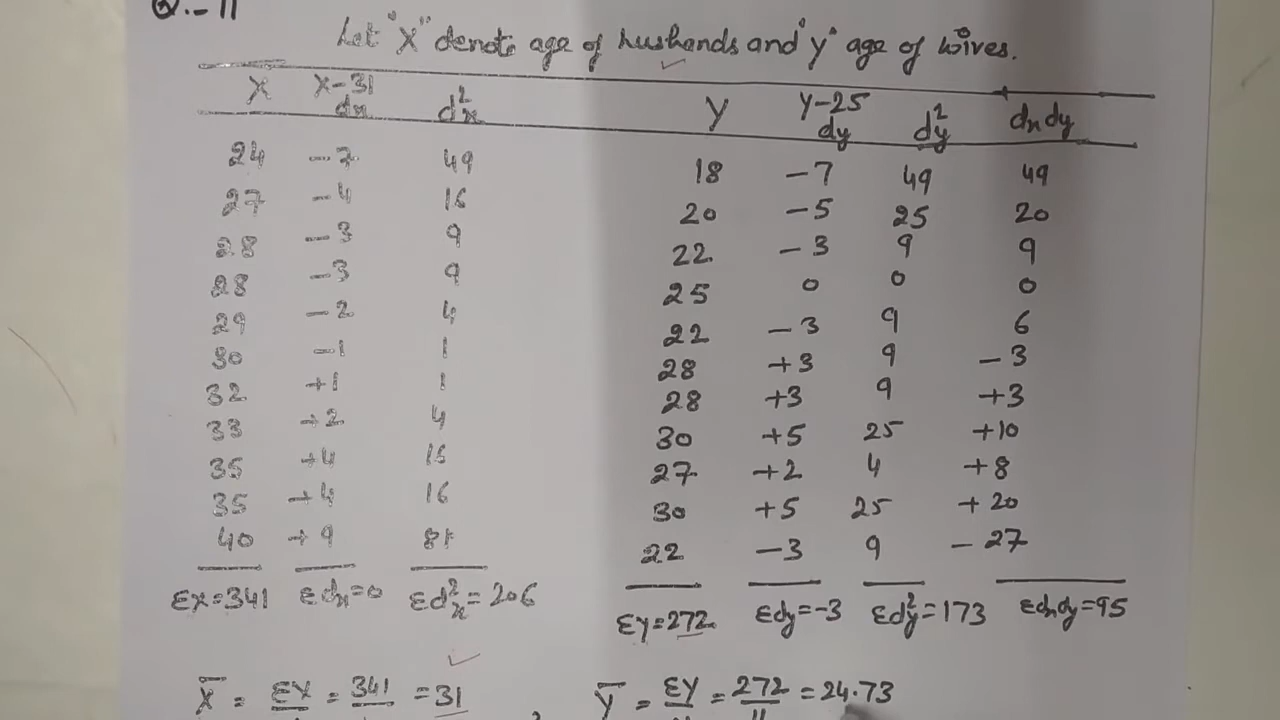 Q.-11
Let "X" denote age of husbands and "Y" age of wives.
X X-31 dx d²x Y Y-25 dy d²y dxdy
24 -7 49 18 -7 49 49
27 -4 16 20 -5 25 20
28 -3 9 22 -3 9 9
28 -3 9 25 0 0 0
29 -2 4 22 -3 9 6
30 -1 1 28 +3 9 -3
32 +1 1 28 +3 9 +3
33 +2 4 30 +5 25 +10
35 +4 16 27 +2 4 +8
35 +4 16 30 +5 25 +20
40 +9 81 22 -3 9 -27
ΣX=341 Σdx=0 Σd²x=206 ΣY=272 Σdy=-3 Σd²y=173 Σdxdy=95
X̄ = ΣX = 341 = 31 , Ȳ = ΣY/11 = 272/11 = 24.73